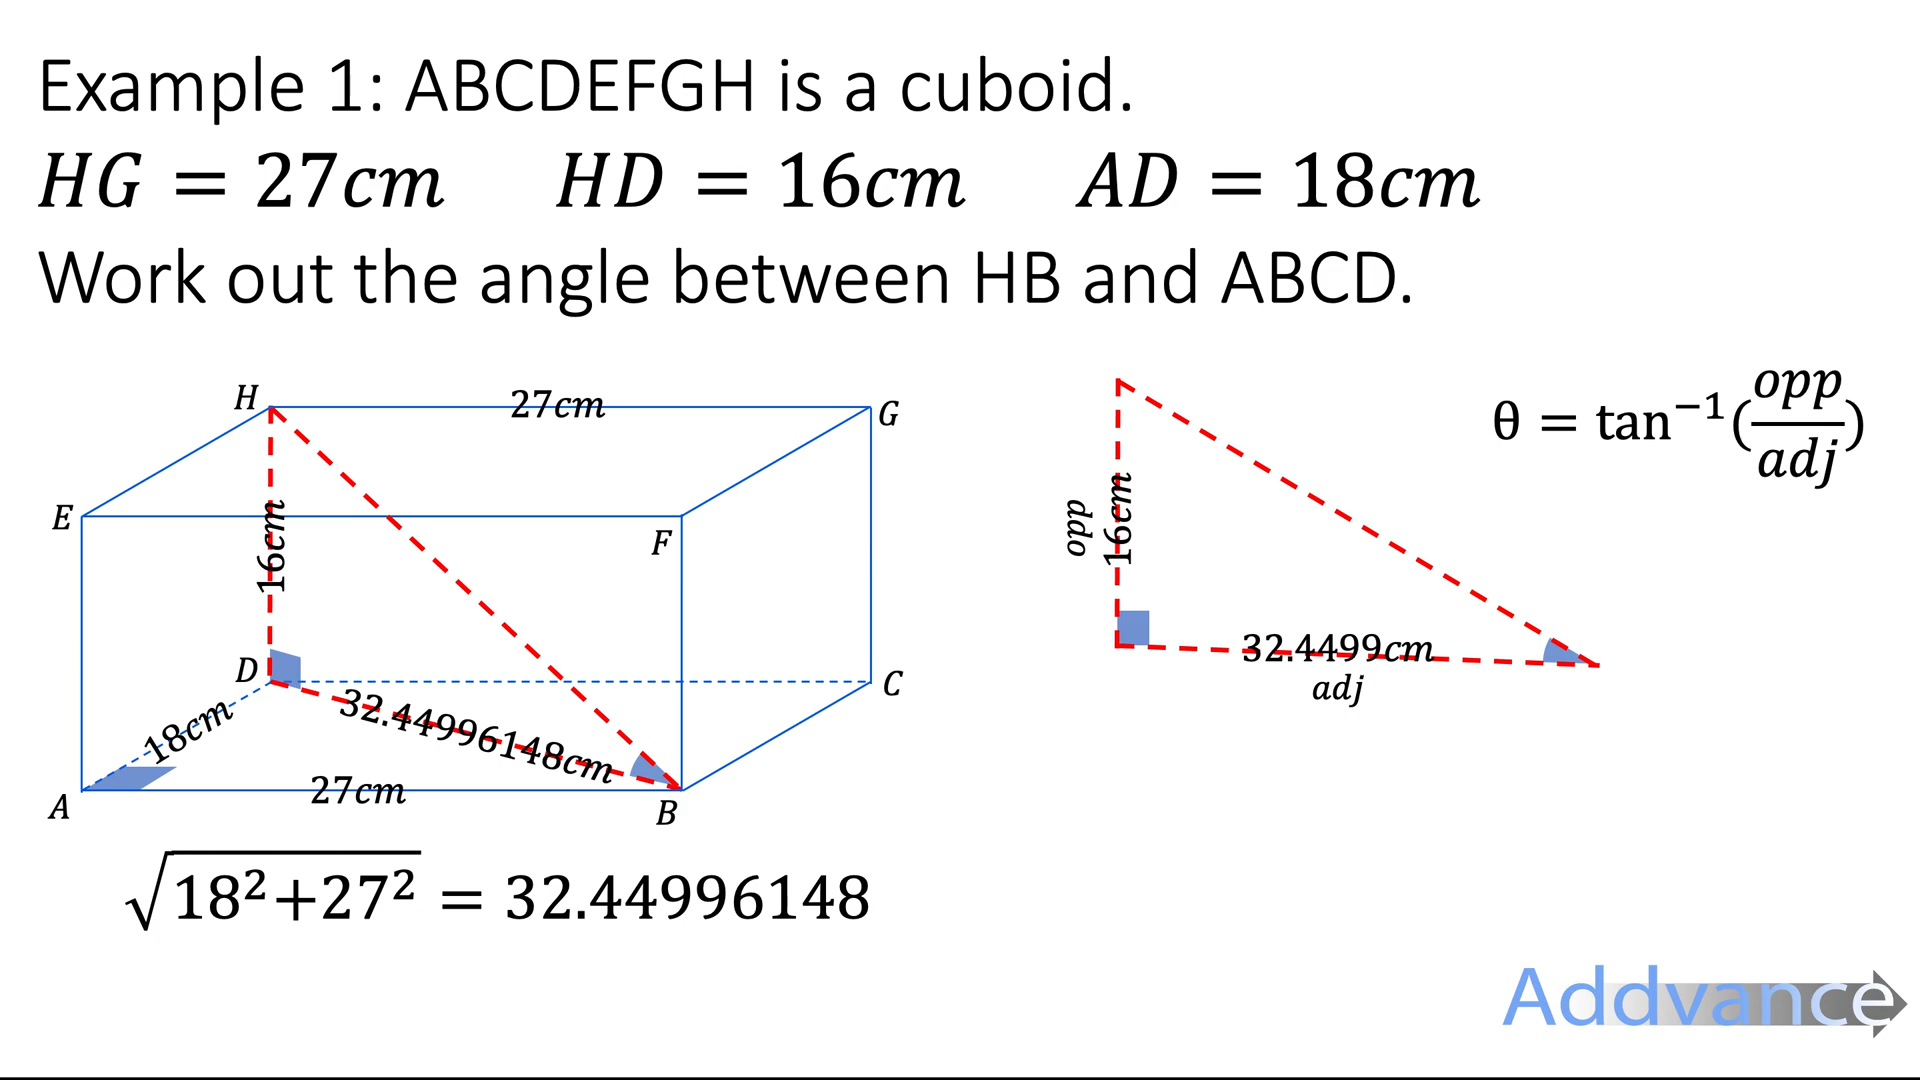 Example 1: ABCDEFGH is a cuboid.
HG = 27cm HD = 16cm AD = 18cm
Work out the angle between HB and ABCD.
H
27cm
G
E
16cm
F
D
C
18cm
32.44996148cm
A
27cm
B
√18²+27² = 32.44996148
opp
16cm
32.4499cm
adj
θ = tan⁻¹(opp/adj)
Addvance